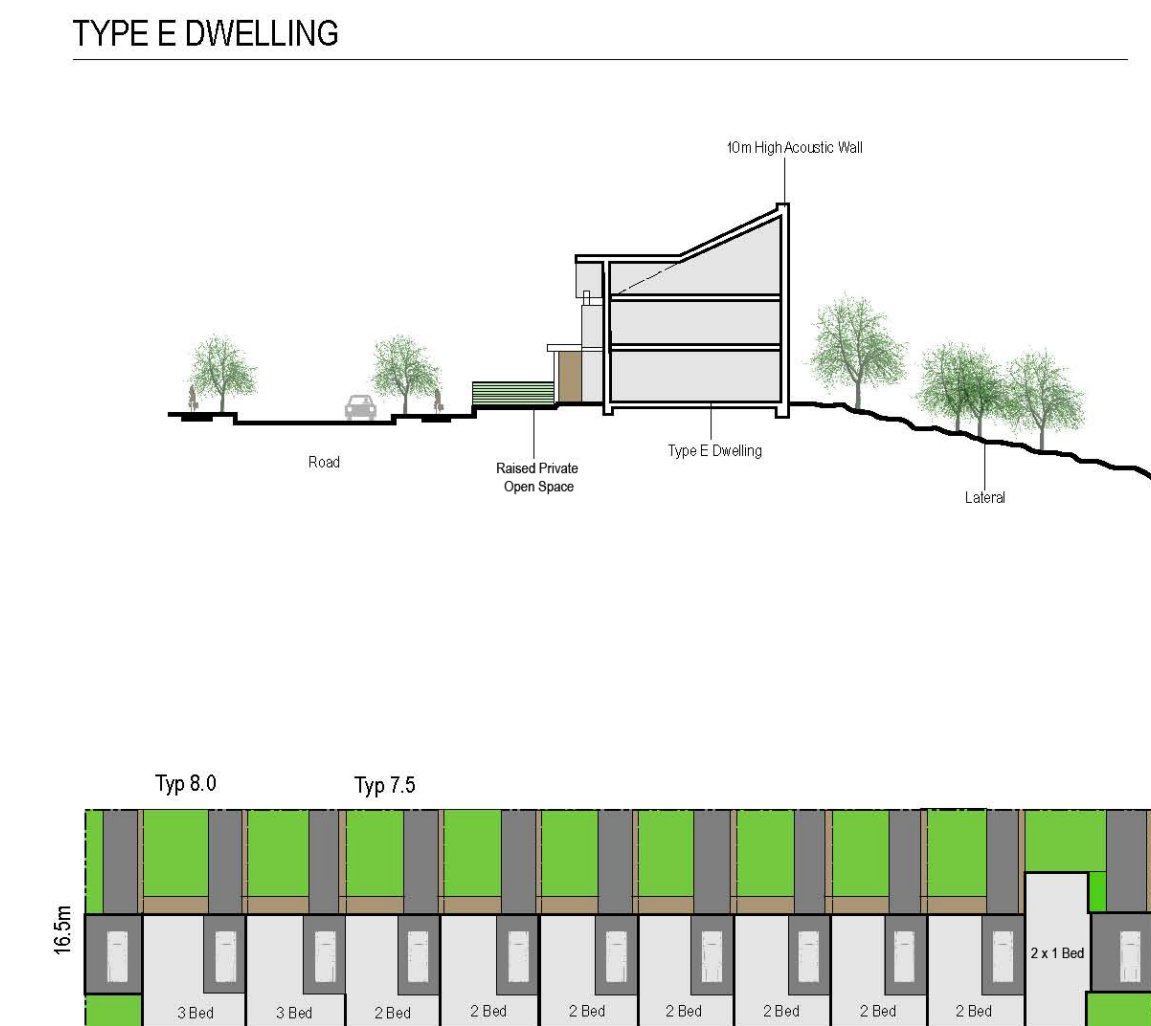 TYPE E DWELLING
10m High Acoustic Wall
Road
Raised Private
Open Space
Type E Dwelling
Lateral
Typ 8.0
Typ 7.5
16.5m
2 x 1 Bed
3 Bed
3 Bed
2 Bed
2 Bed
2 Bed
2 Bed
2 Bed
2 Bed
2 Bed